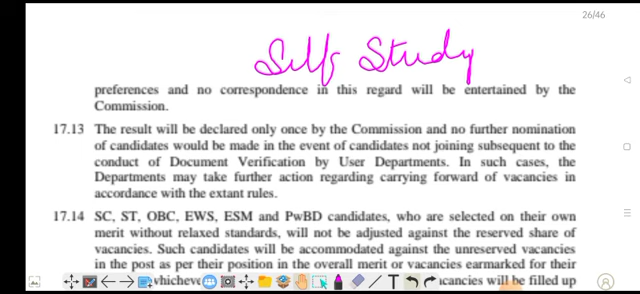 26/46
Self Study
preferences and no correspondence in this regard will be entertained by the
Commission.
17.13 The result will be declared only once by the Commission and no further nomination
of candidates would be made in the event of candidates not joining subsequent to the
conduct of Document Verification by User Departments. In such cases, the
Departments may take further action regarding carrying forward of vacancies in
accordance with the extant rules.
17.14 SC, ST, OBC, EWS, ESM and PwBD candidates, who are selected on their own
merit without relaxed standards, will not be adjusted against the reserved share of
vacancies. Such candidates will be accommodated against the unreserved vacancies
in the post as per their position in the overall merit or vacancies earmarked for their
will be filled up